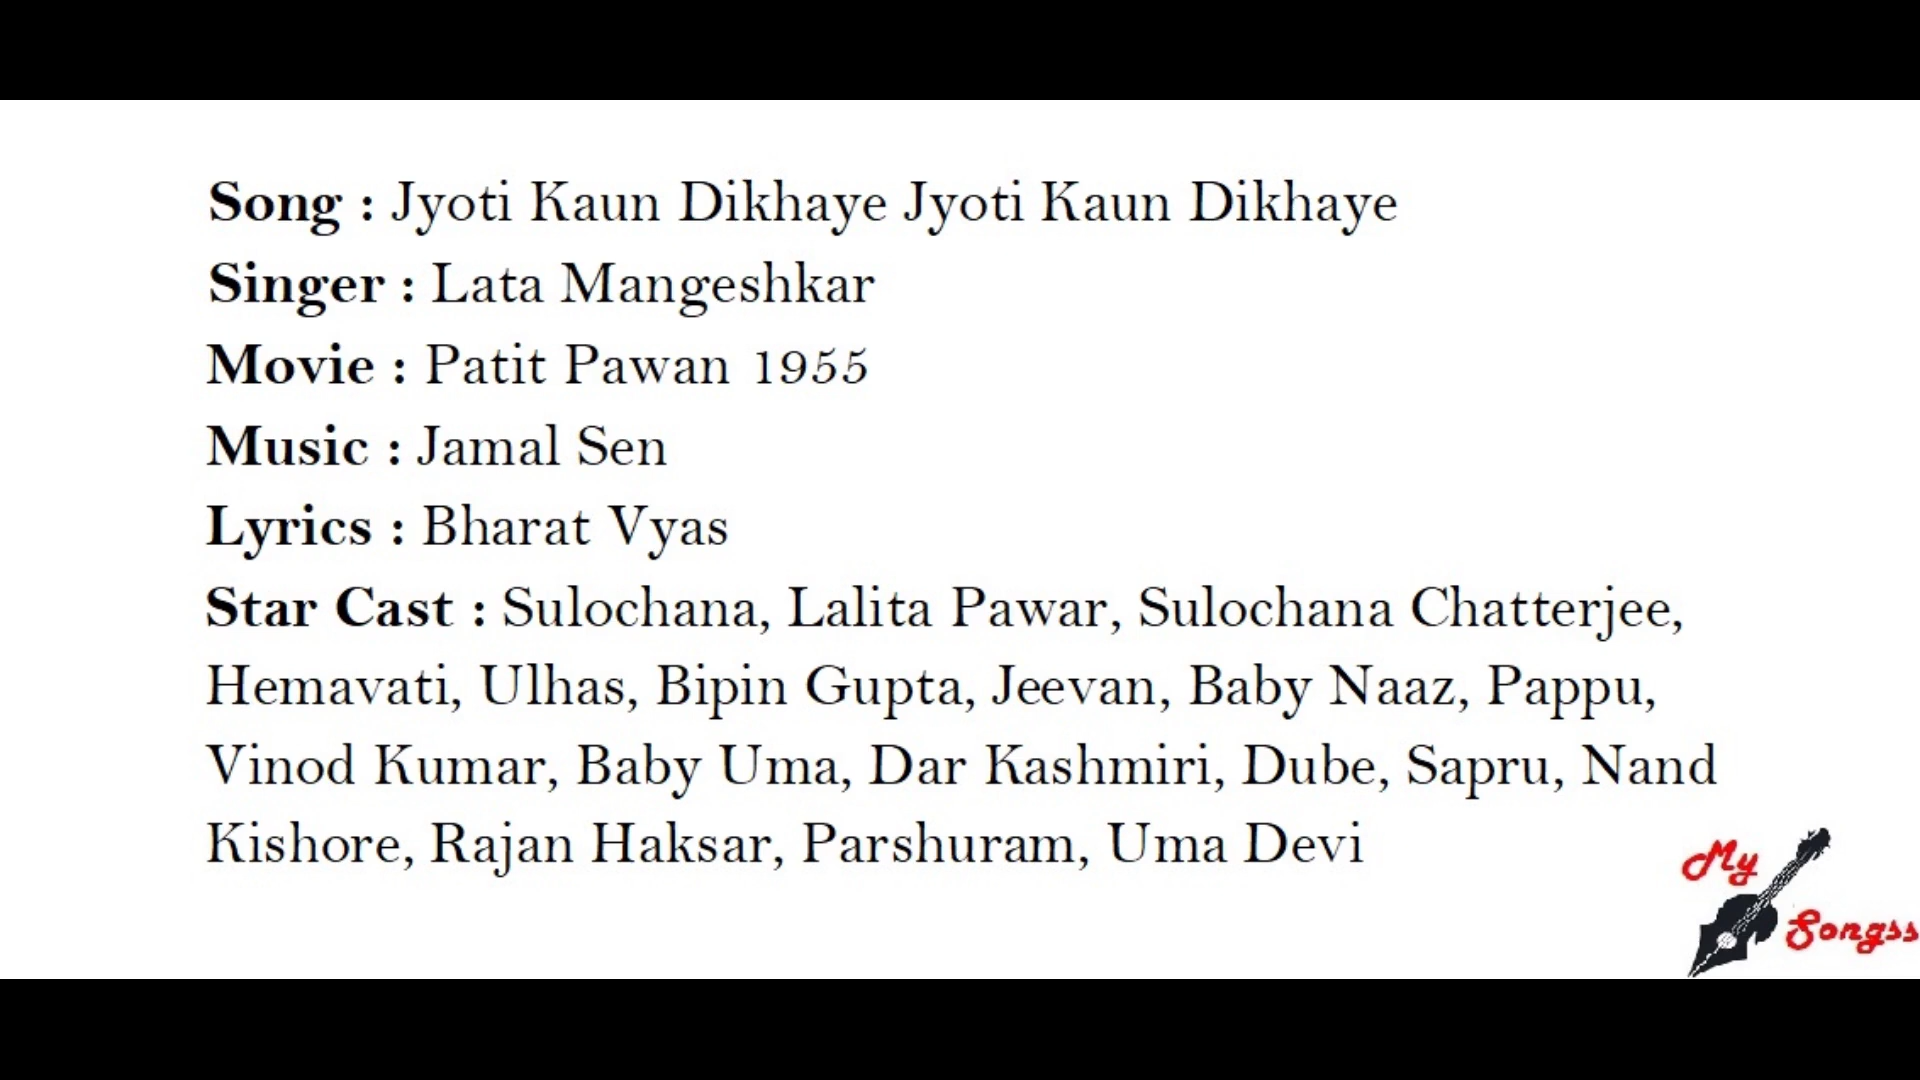 Song : Jyoti Kaun Dikhaye Jyoti Kaun Dikhaye
Singer : Lata Mangeshkar
Movie : Patit Pawan 1955
Music : Jamal Sen
Lyrics : Bharat Vyas
Star Cast : Sulochana, Lalita Pawar, Sulochana Chatterjee,
Hemavati, Ulhas, Bipin Gupta, Jeevan, Baby Naaz, Pappu,
Vinod Kumar, Baby Uma, Dar Kashmiri, Dube, Sapru, Nand
Kishore, Rajan Haksar, Parshuram, Uma Devi
My
Songss